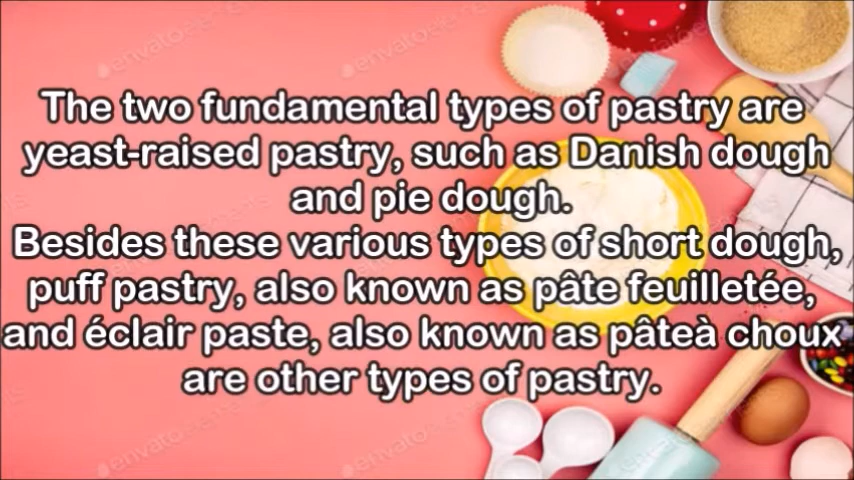 The two fundamental types of pastry are
yeast-raised pastry, such as Danish dough
and pie dough.
Besides these various types of short dough,
puff pastry, also known as pâte feuilletée,
and éclair paste, also known as pâteà choux
are other types of pastry.